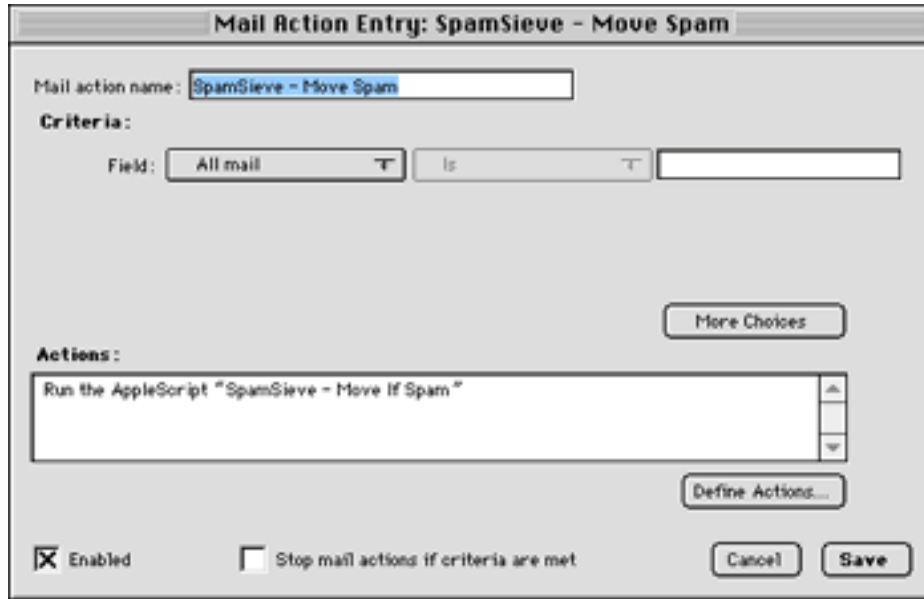 Mail Action Entry: SpamSieve - Move Spam
Mail action name: SpamSieve - Move Spam
Criteria:
Field: All mail Is
More Choices
Actions:
Run the AppleScript "SpamSieve - Move If Spam"
Define Actions...
Enabled Stop mail actions if criteria are met Cancel Save